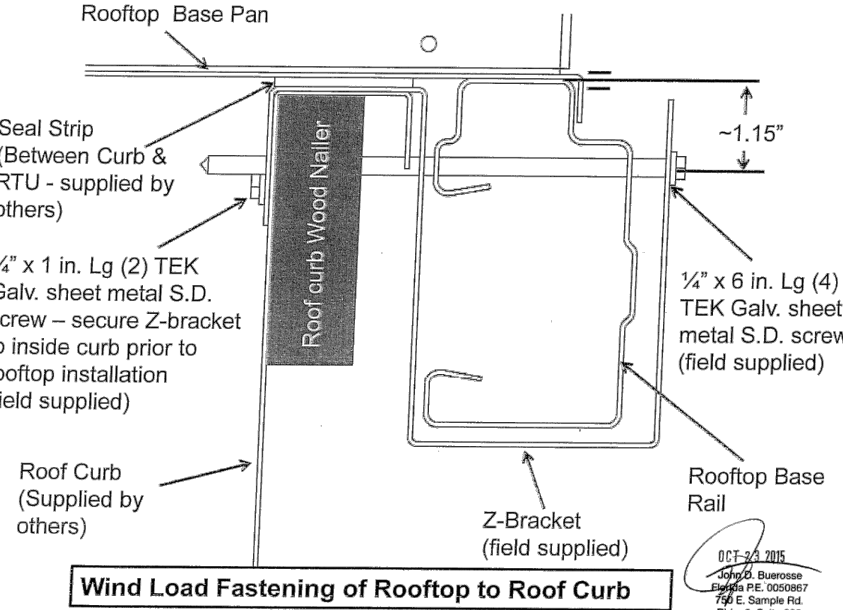 Rooftop Base Pan
Seal Strip
(Between Curb &
RTU - supplied by
others)
~1.15"
Roof curb Wood Nailer
¼" x 1 in. Lg (2) TEK
Galv. sheet metal S.D.
screw – secure Z-bracket
to inside curb prior to
rooftop installation
(field supplied)
¼" x 6 in. Lg (4)
TEK Galv. sheet
metal S.D. screw
(field supplied)
Roof Curb
(Supplied by
others)
Z-Bracket
(field supplied)
Rooftop Base
Rail
Wind Load Fastening of Rooftop to Roof Curb
OCT 23 2015
John D. Buerosse
Florida P.E. 0050867
750 E. Sample Rd.